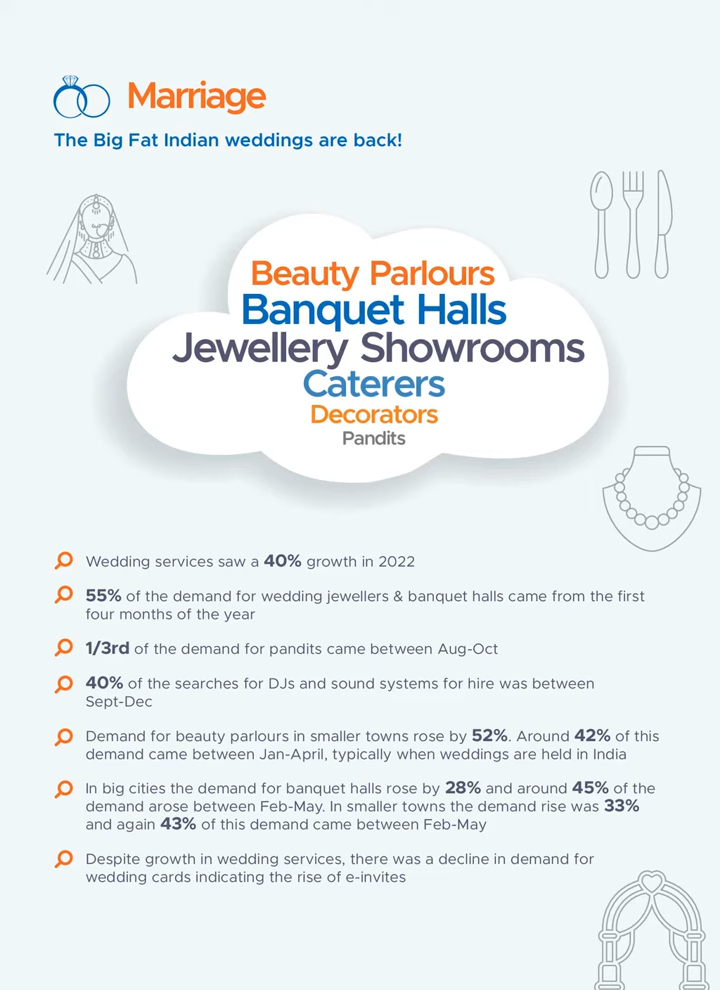 Marriage
The Big Fat Indian weddings are back!
Beauty Parlours
Banquet Halls
Jewellery Showrooms
Caterers
Decorators
Pandits
Wedding services saw a 40% growth in 2022
55% of the demand for wedding jewellers & banquet halls came from the first
four months of the year
1/3rd of the demand for pandits came between Aug-Oct
40% of the searches for DJs and sound systems for hire was between
Sept-Dec
Demand for beauty parlours in smaller towns rose by 52%. Around 42% of this
demand came between Jan-April, typically when weddings are held in India
In big cities the demand for banquet halls rose by 28% and around 45% of the
demand arose between Feb-May. In smaller towns the demand rise was 33%
and again 43% of this demand came between Feb-May
Despite growth in wedding services, there was a decline in demand for
wedding cards indicating the rise of e-invites